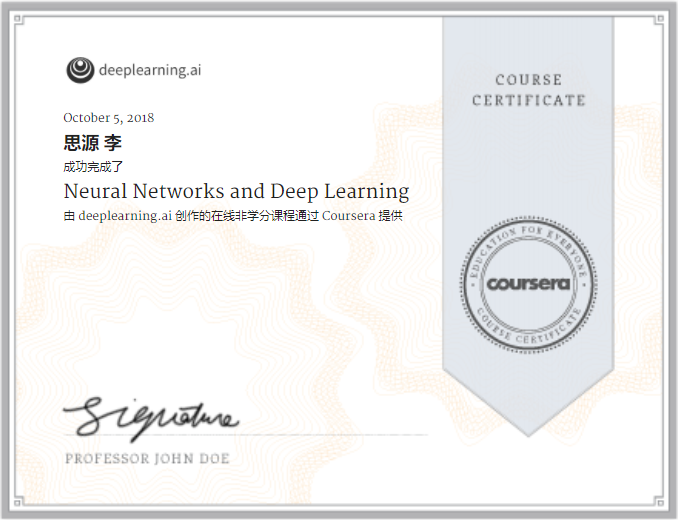 deeplearning.ai
October 5, 2018
思源 李
成功完成了
Neural Networks and Deep Learning
由 deeplearning.ai 创作的在线非学分课程通过 Coursera 提供
COURSE
CERTIFICATE
EDUCATION FOR EVERYONE
coursera
COURSE CERTIFICATE
Signature
PROFESSOR JOHN DOE